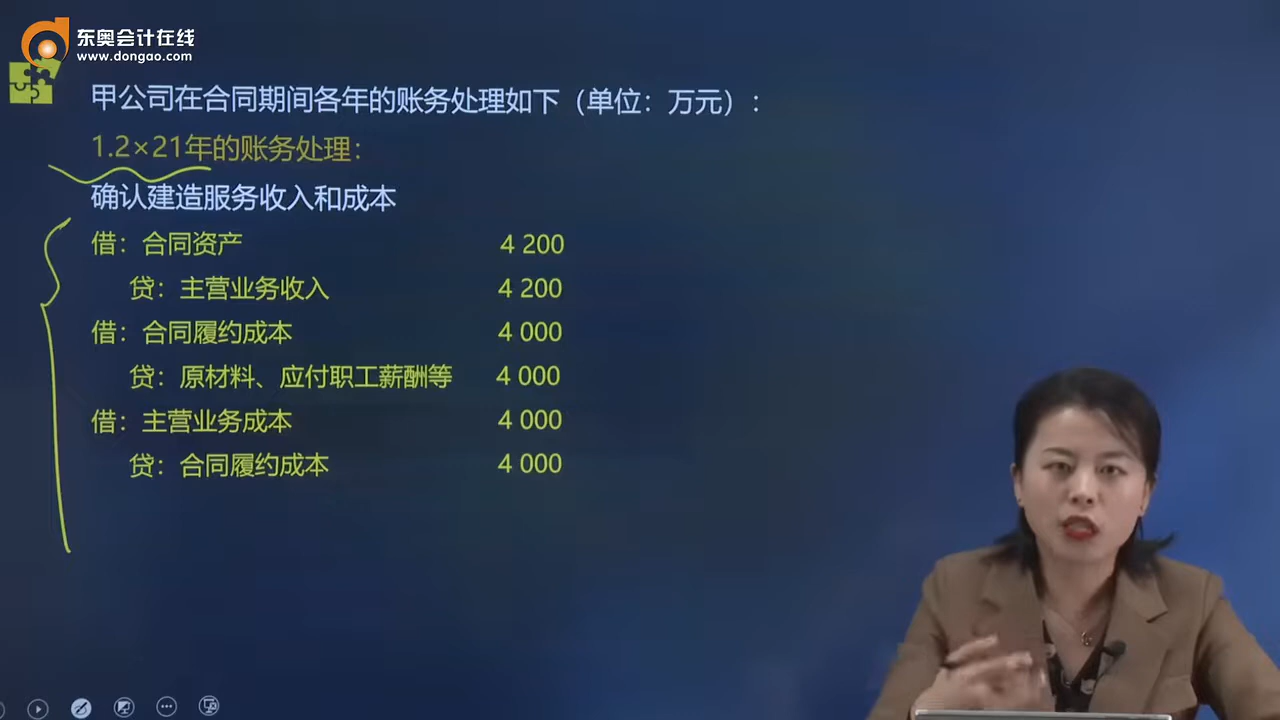 东奥会计在线
www.dongao.com
甲公司在合同期间各年的账务处理如下（单位：万元）：
1.2×21年的账务处理：
确认建造服务收入和成本
借：合同资产 4 200
贷：主营业务收入 4 200
借：合同履约成本 4 000
贷：原材料、应付职工薪酬等 4 000
借：主营业务成本 4 000
贷：合同履约成本 4 000